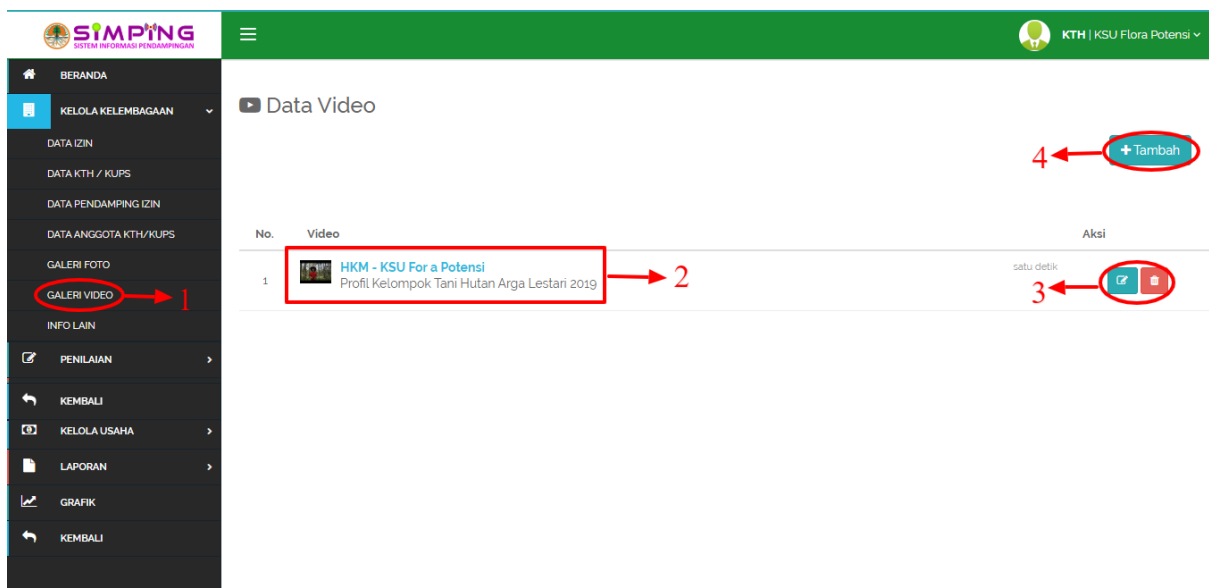 SIMPING
SISTEM INFORMASI PENDAMPINGAN
KTH | KSU Flora Potensi
BERANDA
KELOLA KELEMBAGAAN
DATA IZIN
DATA KTH / KUPS
DATA PENDAMPING IZIN
DATA ANGGOTA KTH/KUPS
GALERI FOTO
GALERI VIDEO
1
INFO LAIN
PENILAIAN
KEMBALI
KELOLA USAHA
LAPORAN
GRAFIK
KEMBALI
Data Video
4
+ Tambah
No. Video Aksi
1
HKM - KSU For a Potensi
Profil Kelompok Tani Hutan Arga Lestari 2019
2
satu detik
3